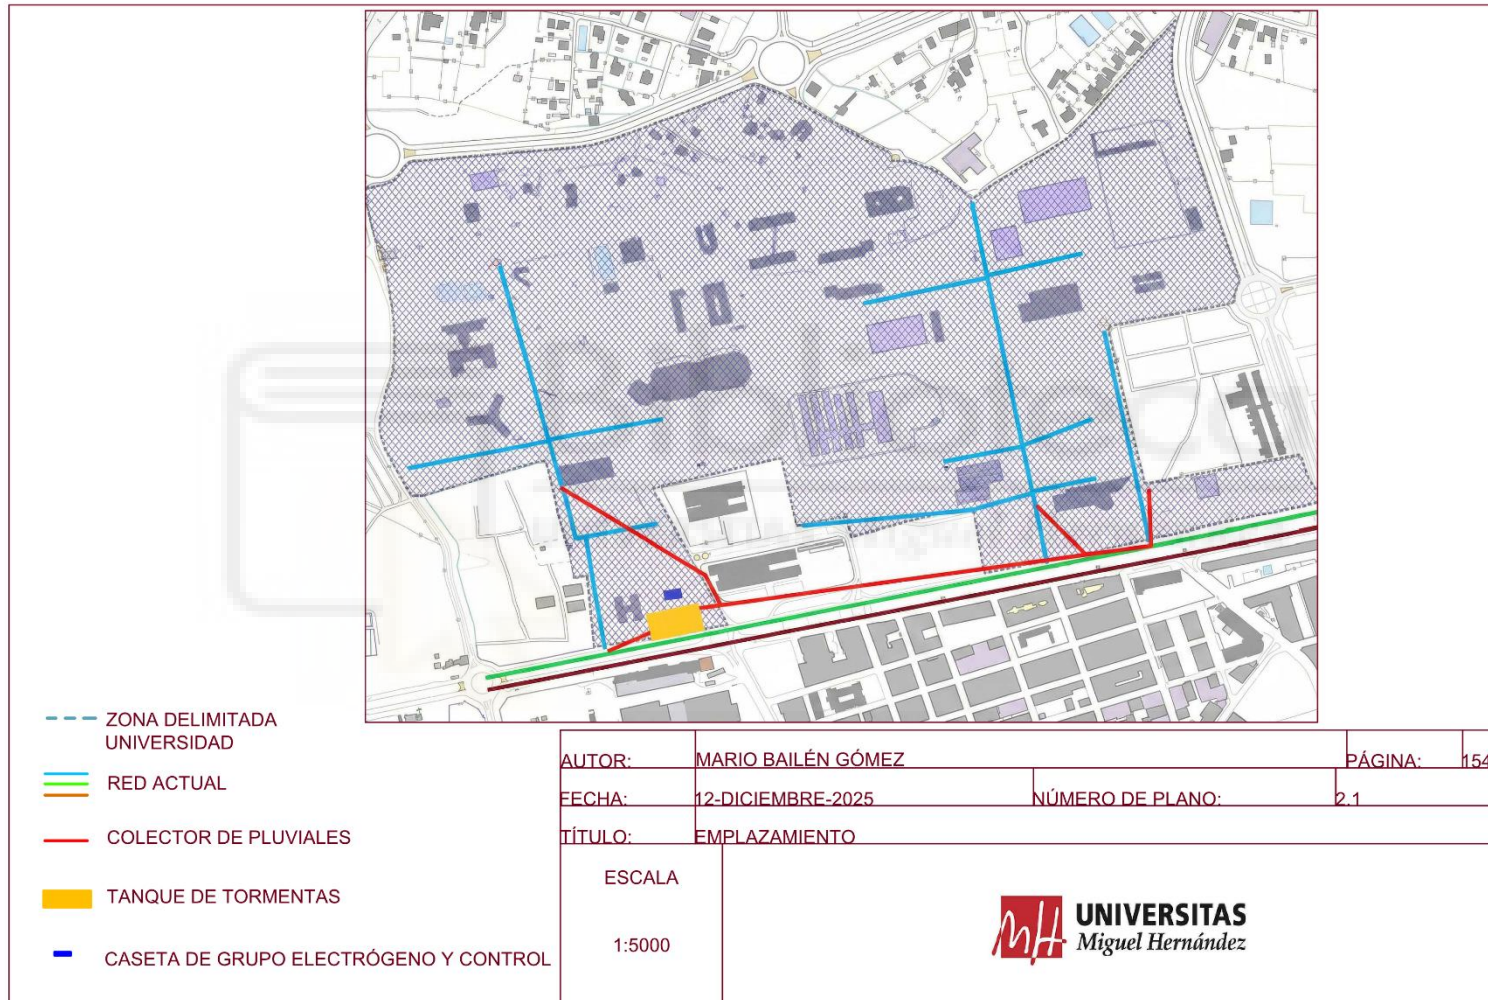 ZONA DELIMITADA
UNIVERSIDAD
RED ACTUAL
COLECTOR DE PLUVIALES
TANQUE DE TORMENTAS
CASETA DE GRUPO ELECTRÓGENO Y CONTROL
AUTOR: MARIO BAILÉN GÓMEZ PÁGINA: 154
FECHA: 12-DICIEMBRE-2025 NÚMERO DE PLANO: 2.1
TÍTULO: EMPLAZAMIENTO
ESCALA
1:5000
UNIVERSITAS
Miguel Hernández